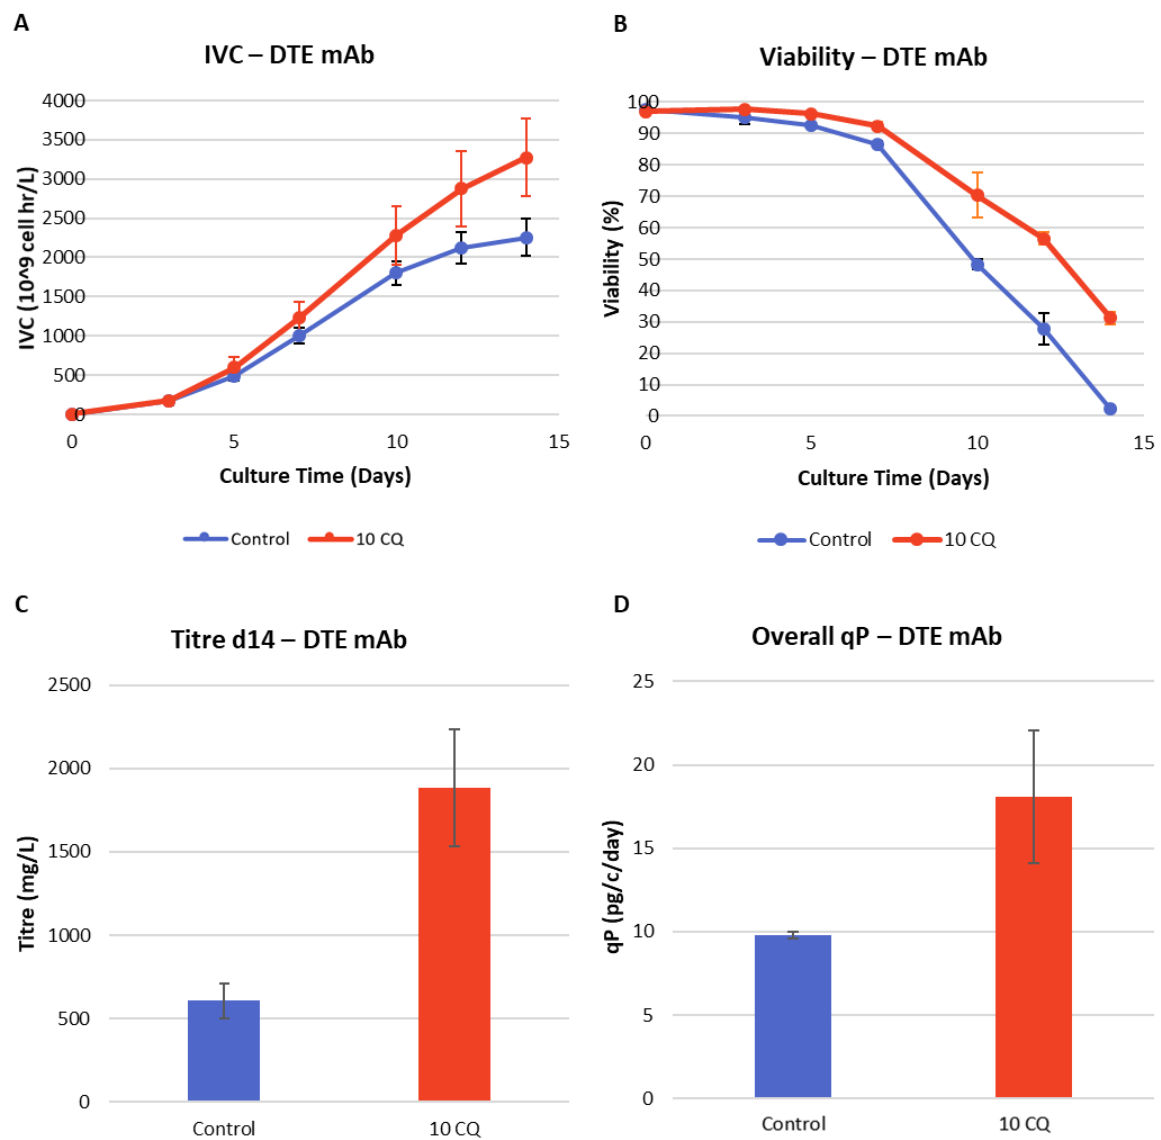 A
IVC – DTE mAb
IVC (10^9 cell hr/L)
4000
3500
3000
2500
2000
1500
1000
500
0
0 5 10 15
Culture Time (Days)
Control 10 CQ
B
Viability – DTE mAb
Viability (%)
100
90
80
70
60
50
40
30
20
10
0
0 5 10 15
Culture Time (Days)
Control 10 CQ
C
Titre d14 – DTE mAb
Titre (mg/L)
2500
2000
1500
1000
500
0
Control 10 CQ
D
Overall qP – DTE mAb
qP (pg/c/day)
25
20
15
10
5
0
Control 10 CQ